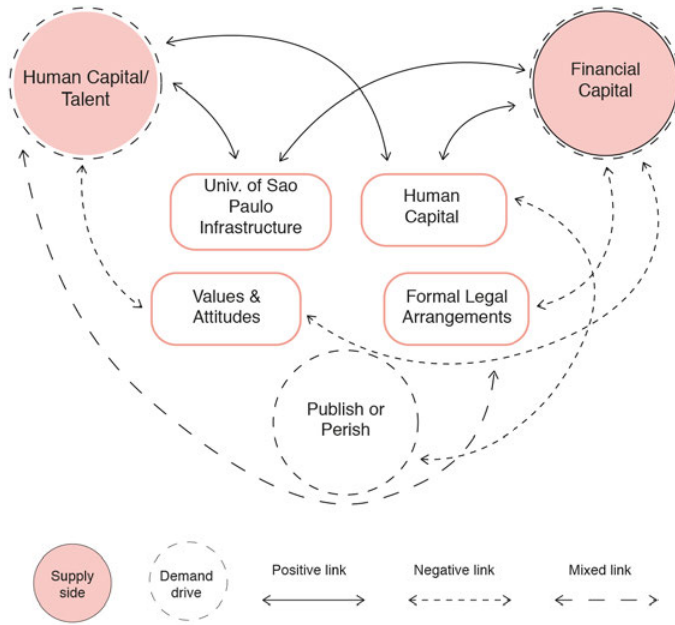 Human Capital/
Talent
Financial
Capital
Univ. of Sao
Paulo
Infrastructure
Human
Capital
Values &
Attitudes
Formal Legal
Arrangements
Publish or
Perish
Supply
side
Demand
drive
Positive link
Negative link
Mixed link